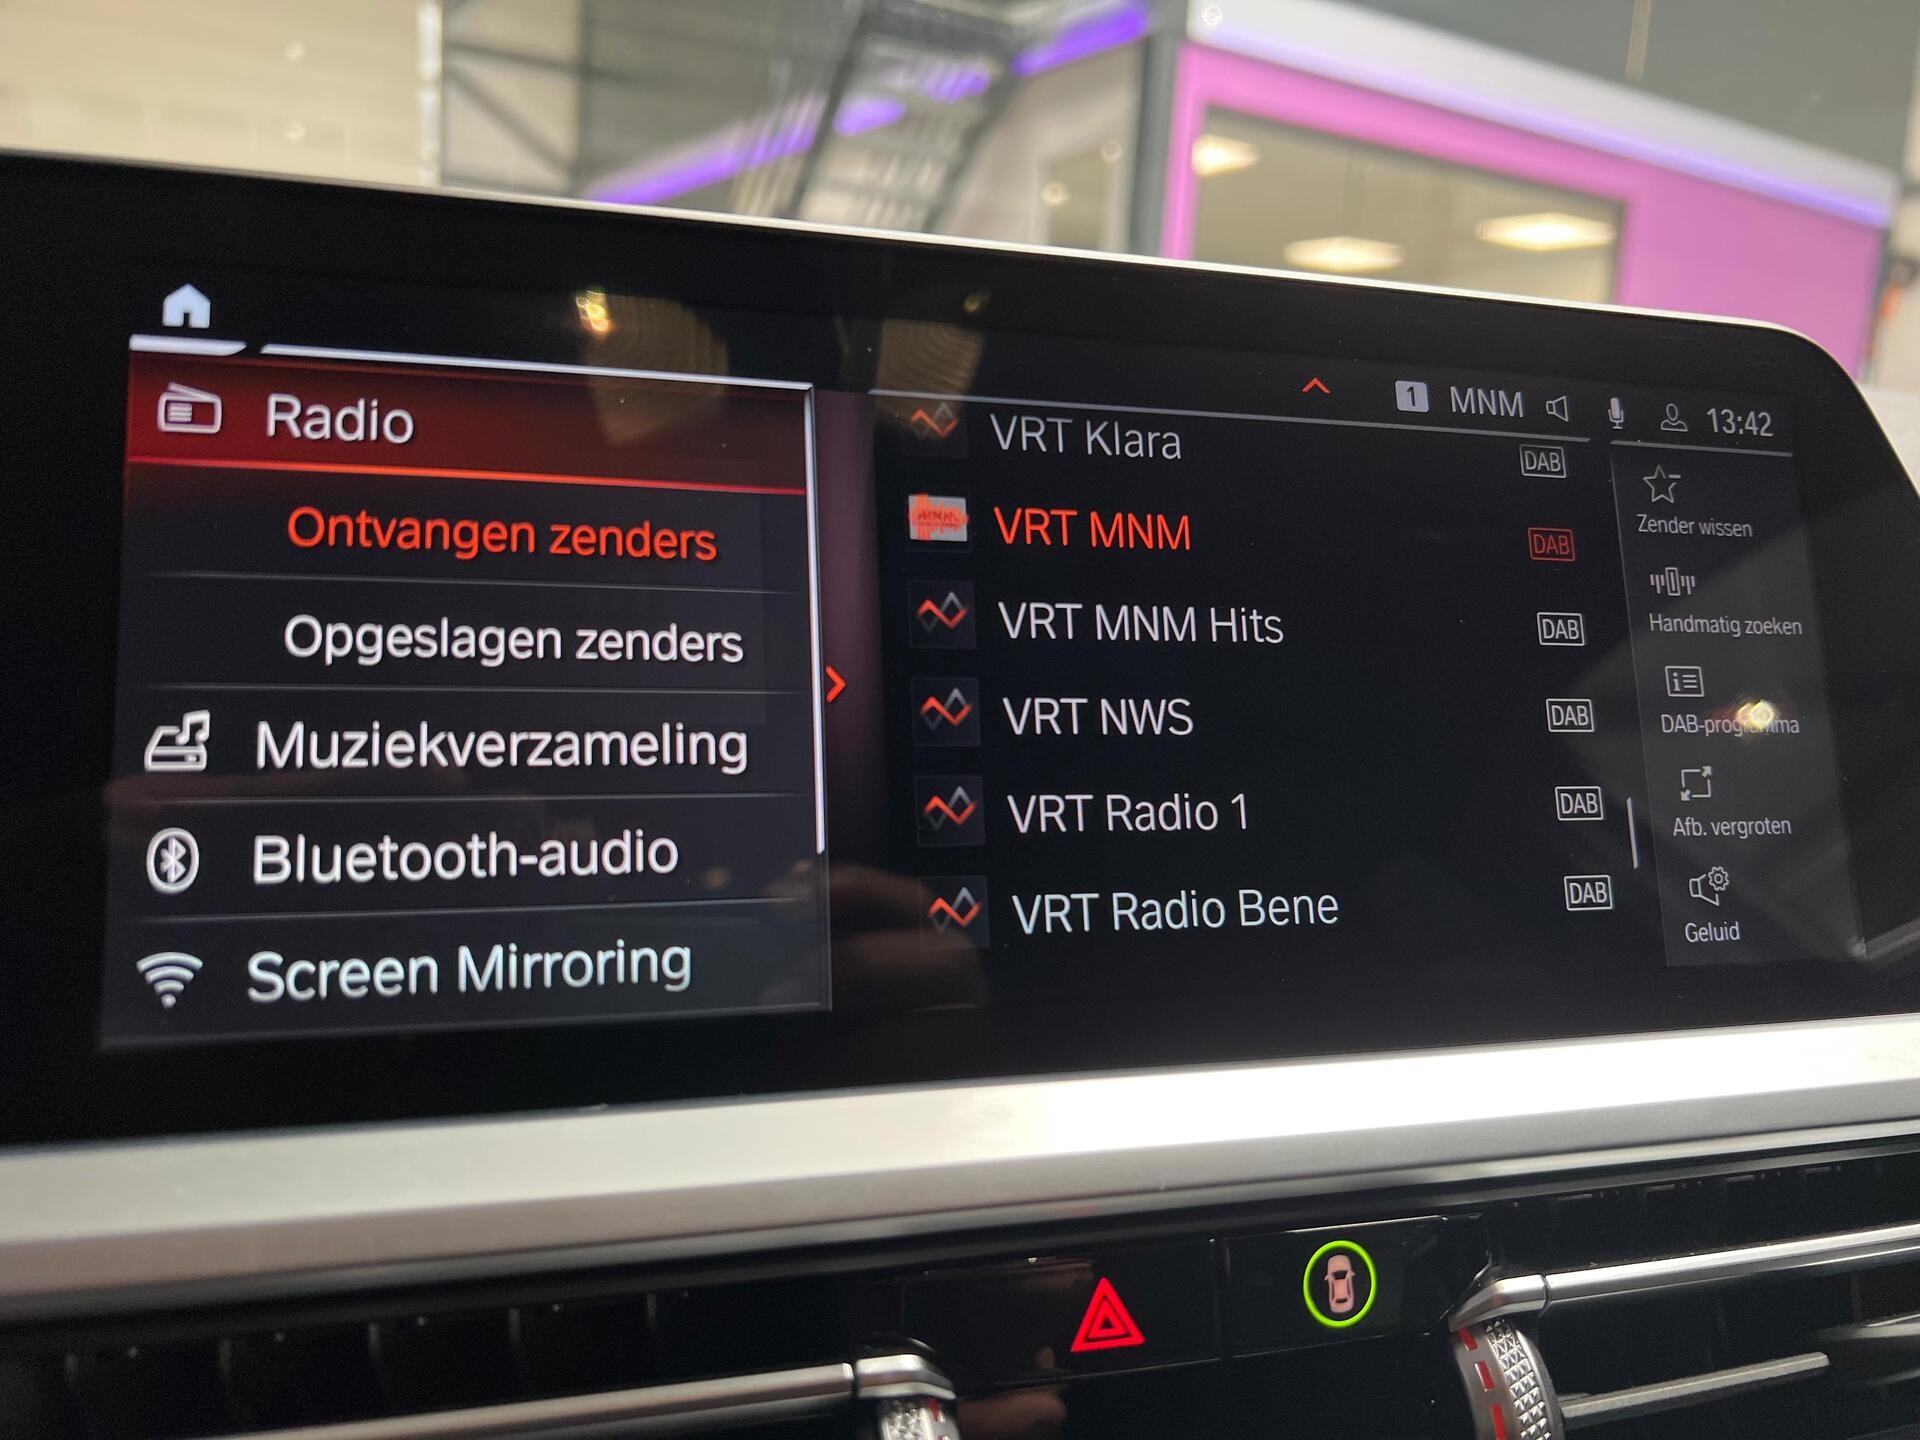 1 MNM 13:42
Radio
Ontvangen zenders
Opgeslagen zenders
Muziekverzameling
Bluetooth-audio
Screen Mirroring
VRT Klara DAB
VRT MNM DAB
VRT MNM Hits DAB
VRT NWS DAB
VRT Radio 1 DAB
VRT Radio Bene DAB
Zender wissen
Handmatig zoeken
DAB-programma
Afb. vergroten
Geluid